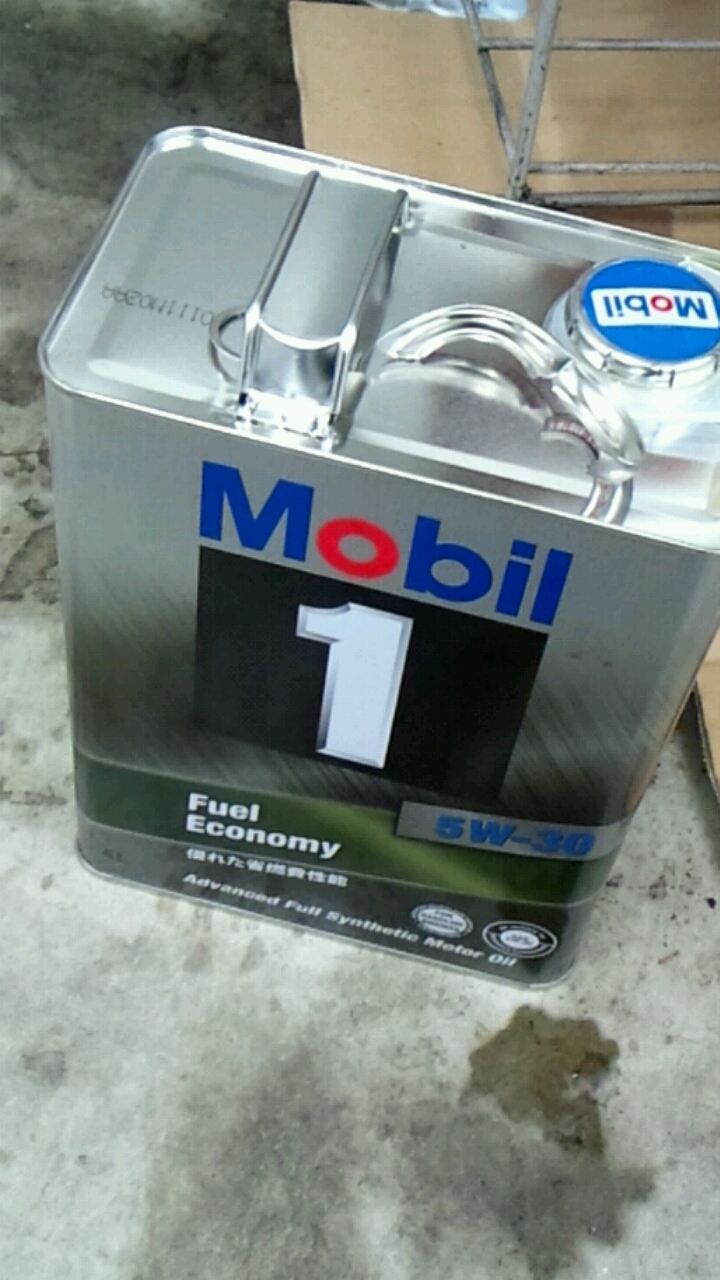 Mobil
Mobil
1
Fuel
Economy
5W-30
優れた省燃費性能
4L
Advanced Full Synthetic Motor Oil